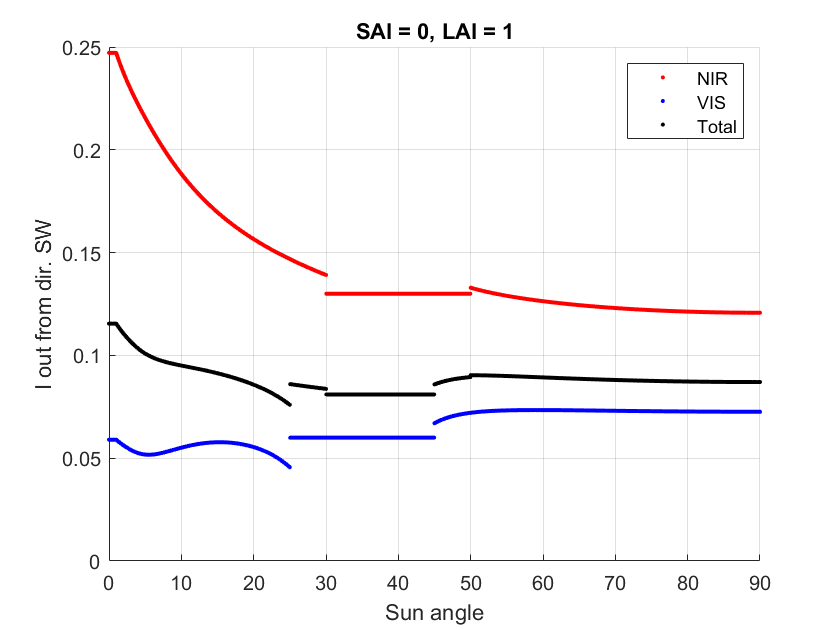 SAI = 0, LAI = 1
0.25
0.2
0.15
0.1
0.05
0
I out from dir. SW
NIR
VIS
Total
0 10 20 30 40 50 60 70 80 90
Sun angle